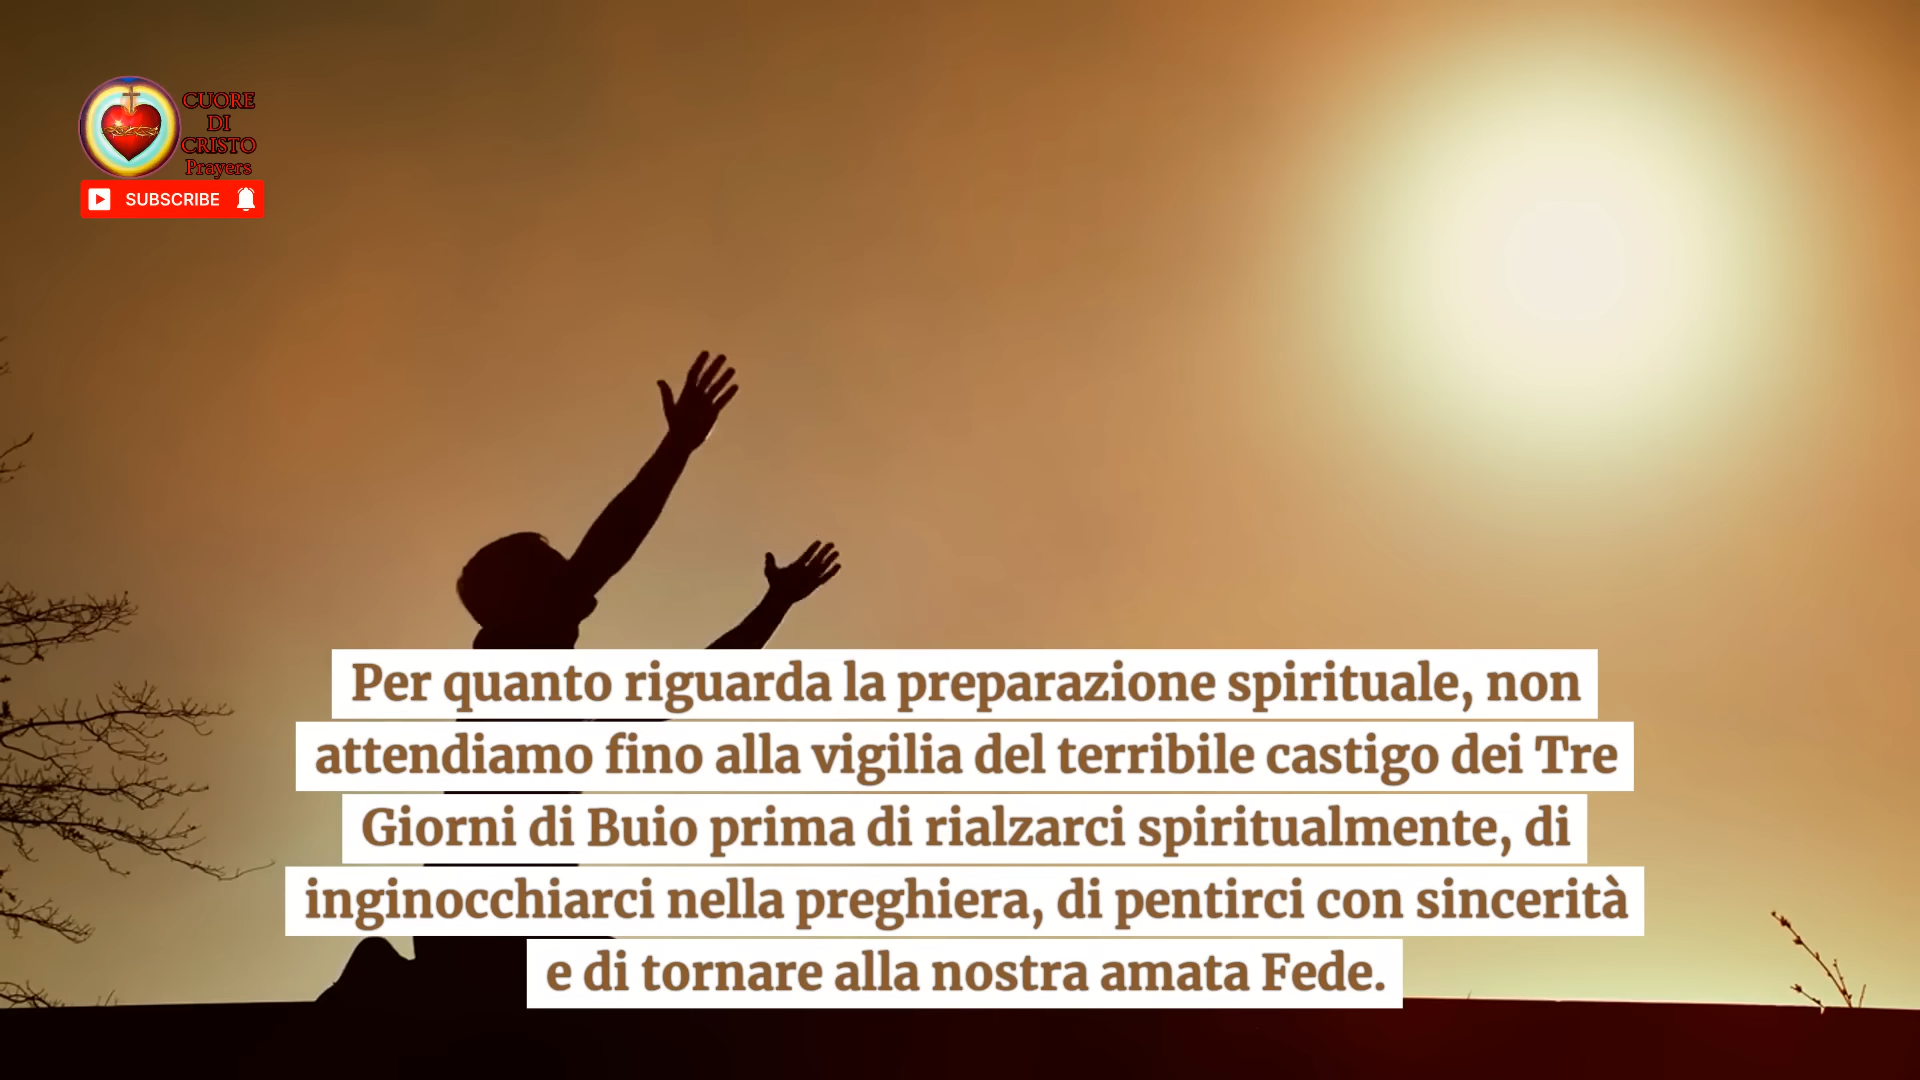 CUORE
DI
CRISTO
Prayers
SUBSCRIBE
Per quanto riguarda la preparazione spirituale, non
attendiamo fino alla vigilia del terribile castigo dei Tre
Giorni di Buio prima di rialzarci spiritualmente, di
inginocchiarci nella preghiera, di pentirci con sincerità
e di tornare alla nostra amata Fede.